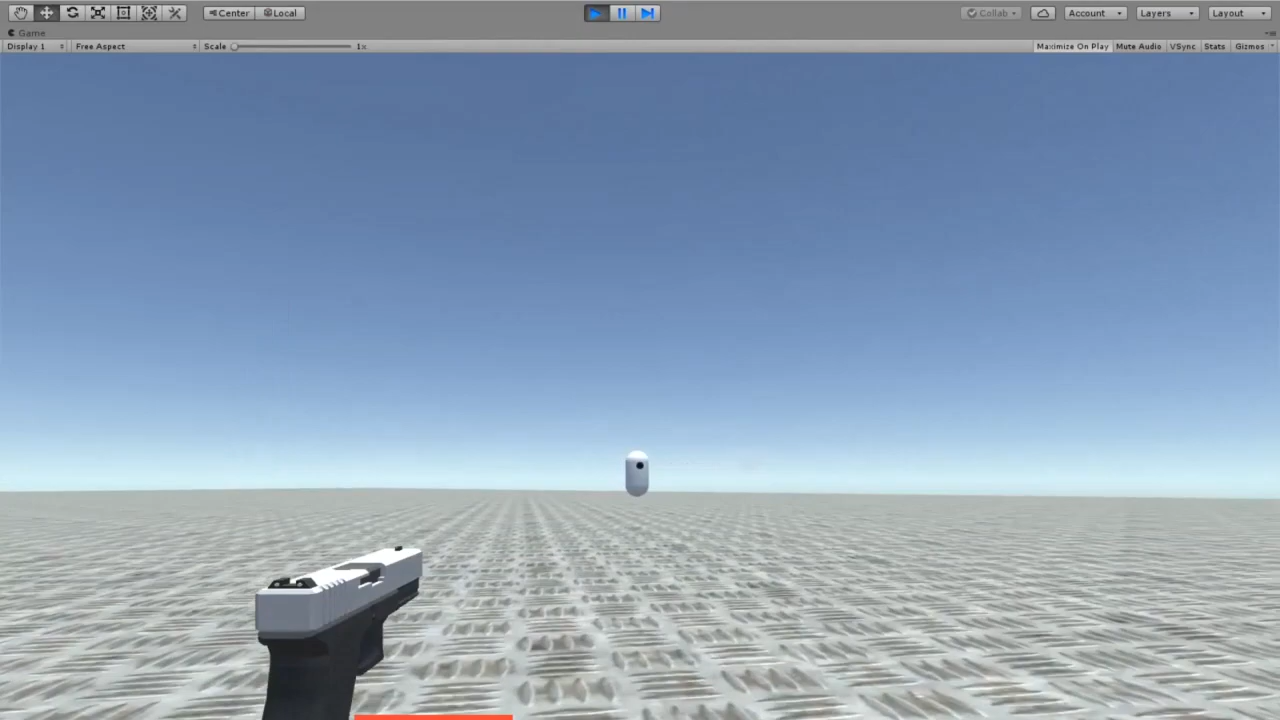 Center Local Collab Account Layers Layout
Game
Display 1 Free Aspect Scale 1x Maximize On Play Mute Audio VSync Stats Gizmos